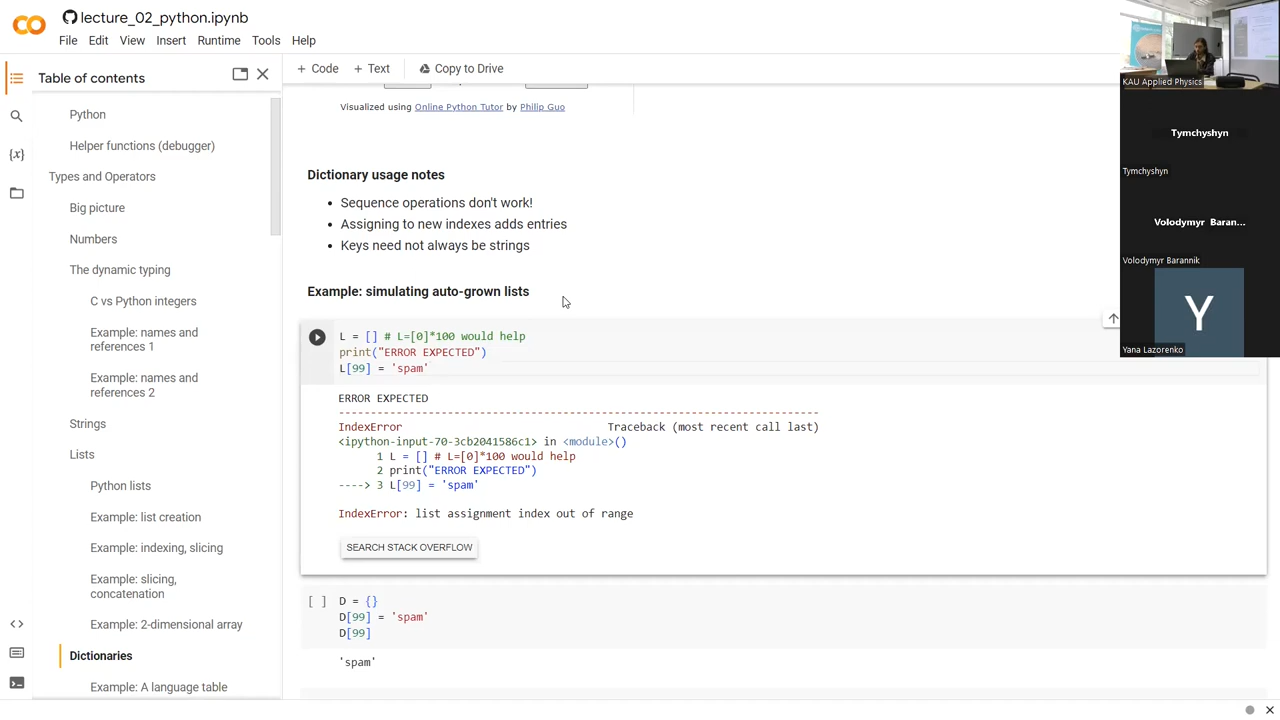 lecture_02_python.ipynb
File Edit View Insert Runtime Tools Help
Table of contents
Python
Helper functions (debugger)
Types and Operators
Big picture
Numbers
The dynamic typing
C vs Python integers
Example: names and
references 1
Example: names and
references 2
Strings
Lists
Python lists
Example: list creation
Example: indexing, slicing
Example: slicing,
concatenation
Example: 2-dimensional array
Dictionaries
Example: A language table
+ Code + Text Copy to Drive
Visualized using Online Python Tutor by Philip Guo
Dictionary usage notes
• Sequence operations don't work!
• Assigning to new indexes adds entries
• Keys need not always be strings
Example: simulating auto-grown lists
L = [] # L=[0]*100 would help
print("ERROR EXPECTED")
L[99] = 'spam'
ERROR EXPECTED
---------------------------------------------------------------------------
IndexError Traceback (most recent call last)
<ipython-input-70-3cb2041586c1> in <module>()
1 L = [] # L=[0]*100 would help
2 print("ERROR EXPECTED")
----> 3 L[99] = 'spam'
IndexError: list assignment index out of range
SEARCH STACK OVERFLOW
[ ] D = {}
D[99] = 'spam'
D[99]
'spam'
KAU Applied Physics
Tymchyshyn
Tymchyshyn
Volodymyr Baran...
Volodymyr Barannik
Y
Yana Lazorenko